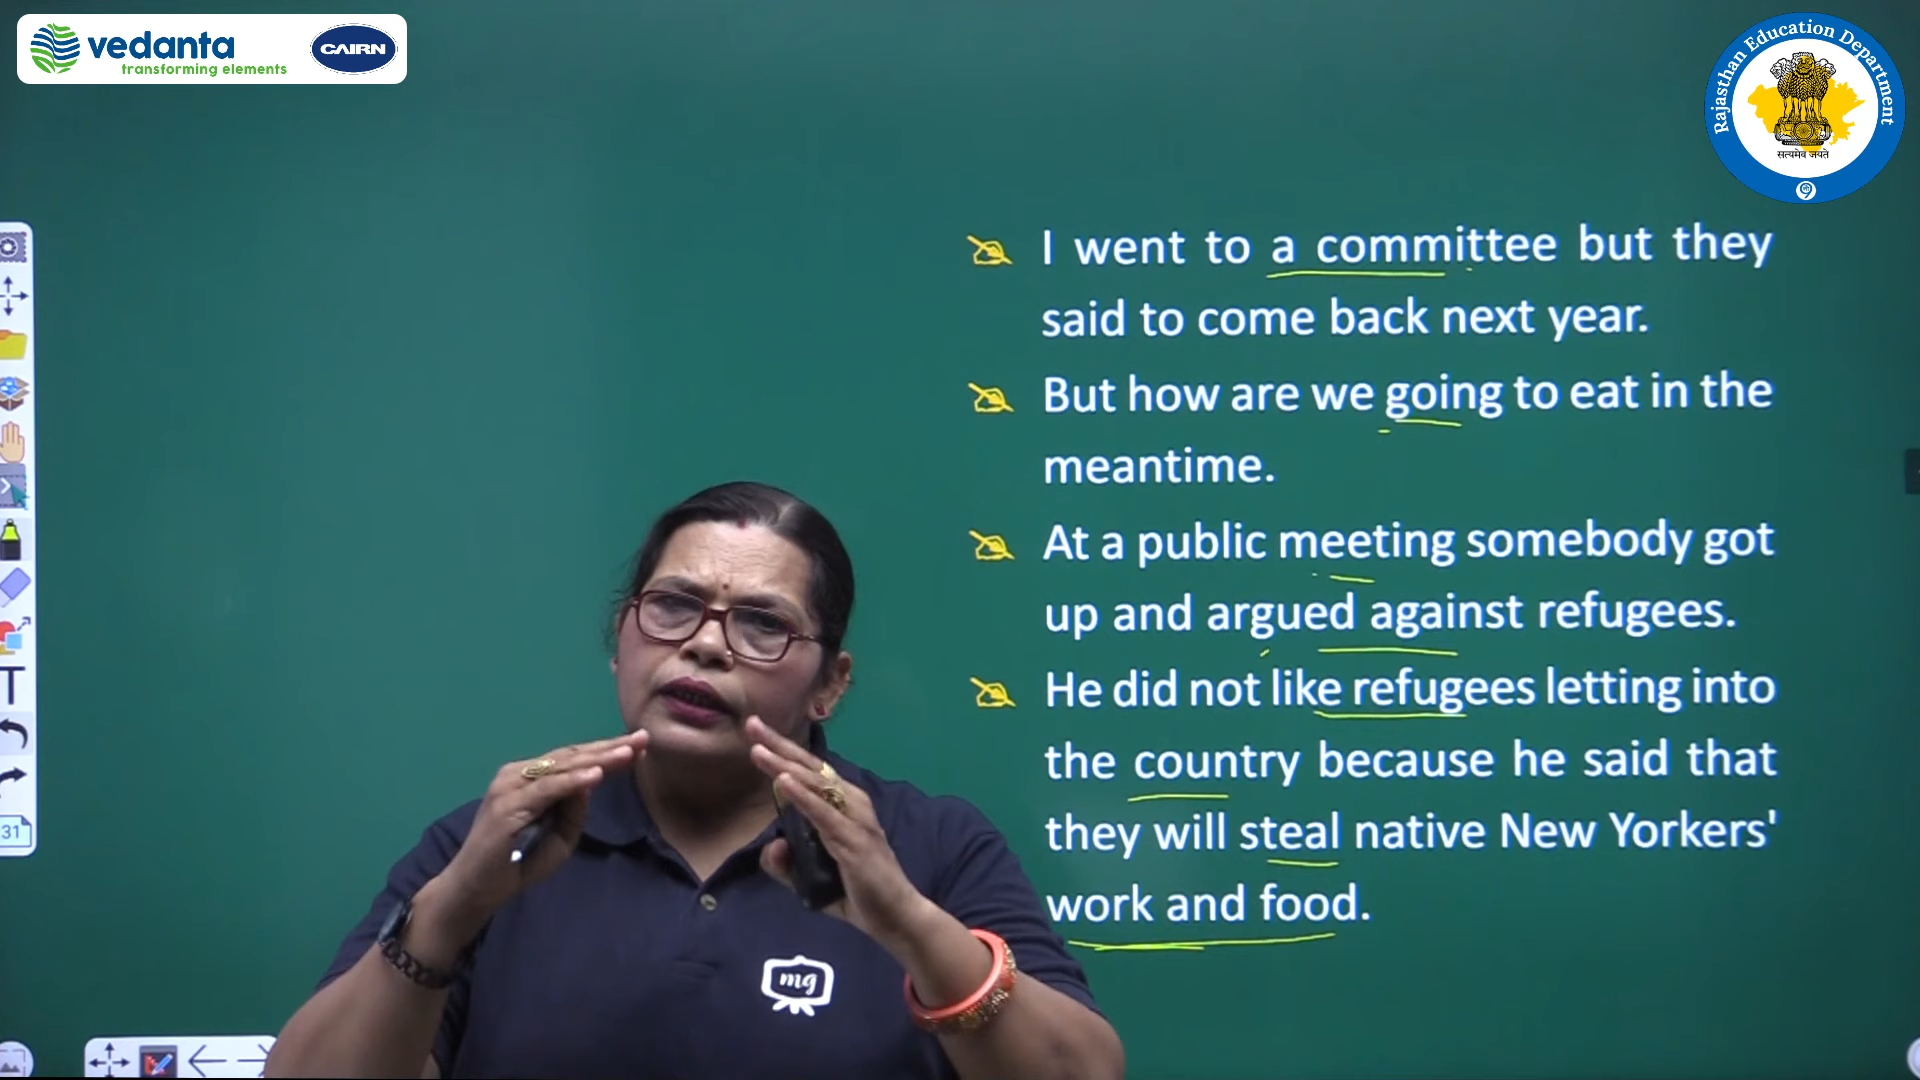 vedanta
transforming elements
CAIRN
Rajasthan Education Department
सत्यमेव जयते
I went to a committee but they
said to come back next year.
But how are we going to eat in the
meantime.
At a public meeting somebody got
up and argued against refugees.
He did not like refugees letting into
the country because he said that
they will steal native New Yorkers'
work and food.
mg
T
31